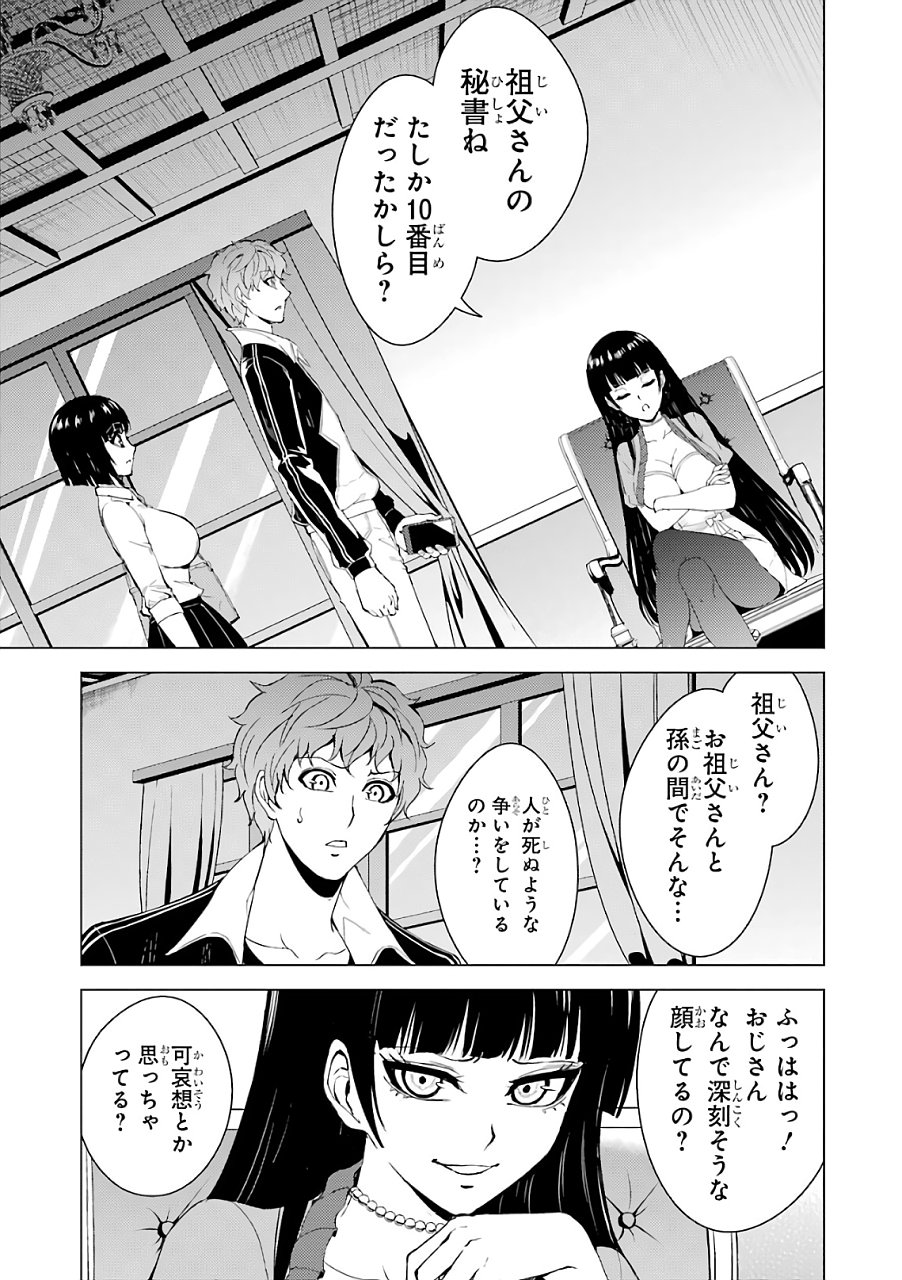 祖父さんの
秘書ね
たしか10番目
だったかしら?
祖父さん?
お祖父さんと
孫の間でそんな…
人が死ぬような
争いをしている
のか…?
ふっははっ!
おじさん
なんで深刻そうな
顔してるの?
可哀想とか
思っちゃ
ってる?